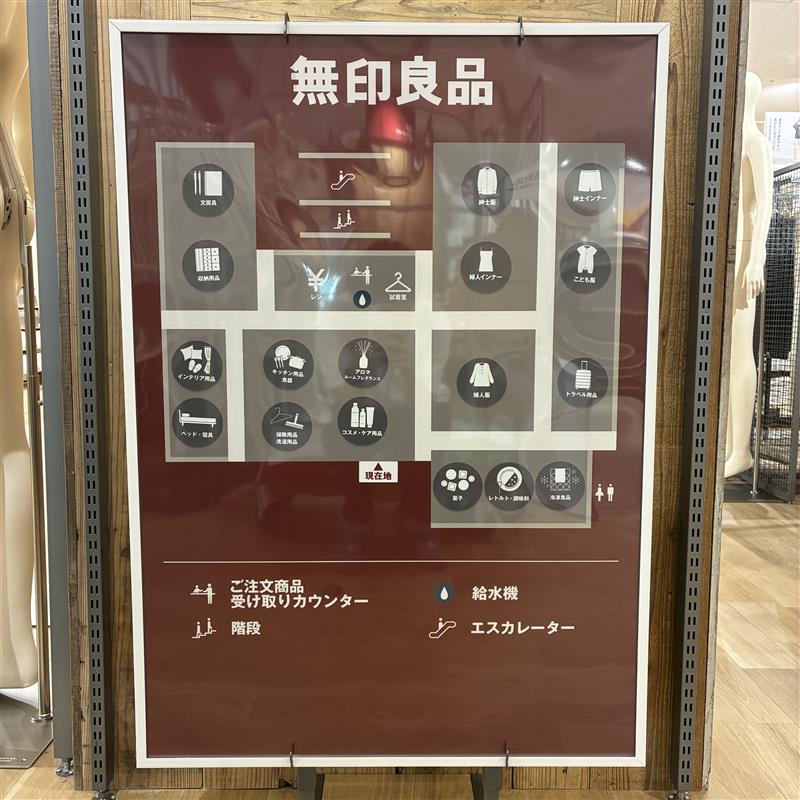 無印良品
文房具
収納用品
レジ
試着室
紳士服
紳士インナー
婦人インナー
こども服
インテリア用品
ベッド・寝具
キッチン用品
食器
アロマ
ルームフレグランス
掃除用品
洗濯用品
コスメ・ケア用品
婦人服
トラベル用品
現在地
菓子
レトルト・調味料
冷凍食品
ご注文商品
受け取りカウンター
給水機
階段
エスカレーター